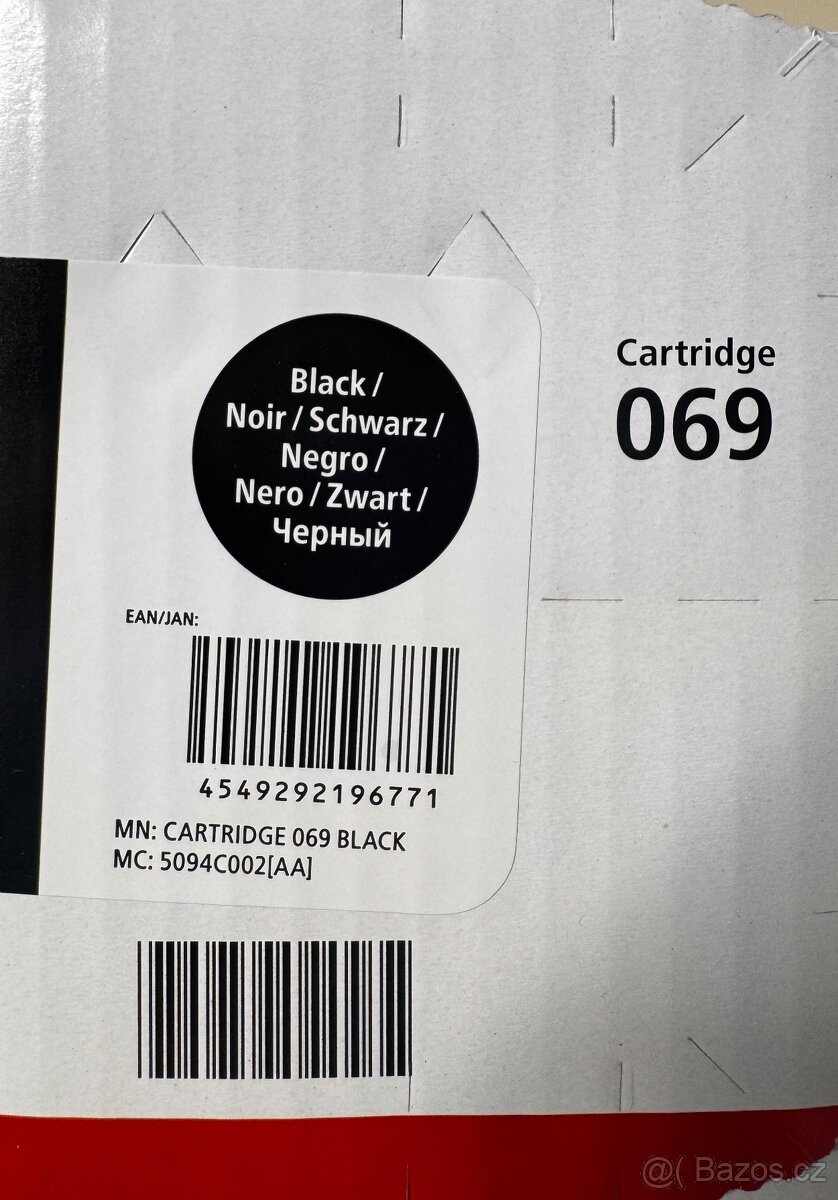 Black /
Noir / Schwarz /
Negro /
Nero / Zwart /
Черный
Cartridge
069
EAN/JAN:
4549292196771
MN: CARTRIDGE 069 BLACK
MC: 5094C002[AA]
@( Bazos.cz